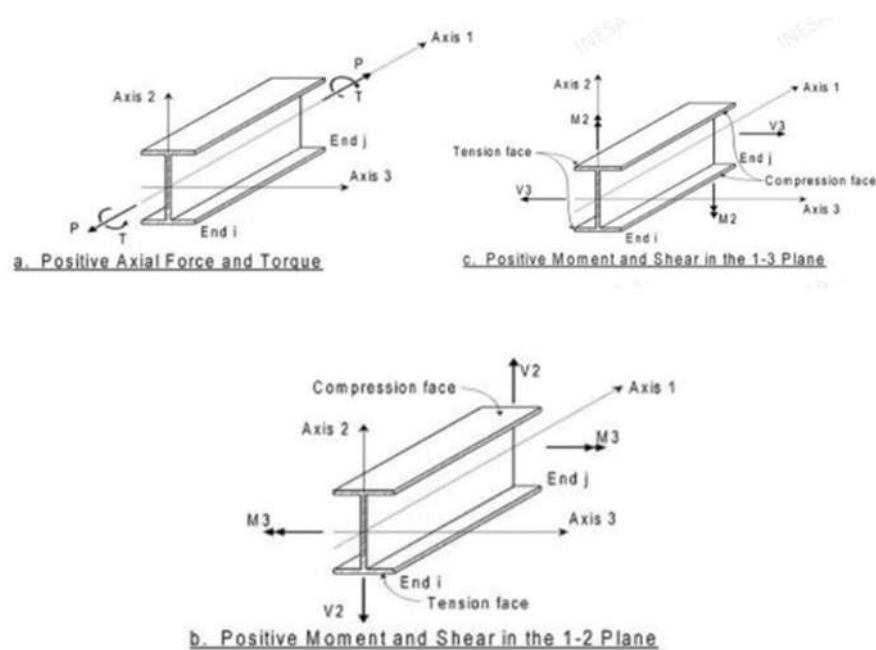 Axis 1
P
T
Axis 2
End j
Axis 3
P
T
End i
a. Positive Axial Force and Torque
INESA
INESA
Axis 2
Axis 1
M2
V3
Tension face
End j
Compression face
V3
Axis 3
M2
End i
c. Positive Moment and Shear in the 1-3 Plane
V2
Compression face
Axis 1
Axis 2
M3
End j
M3
Axis 3
End i
Tension face
V2
b. Positive Moment and Shear in the 1-2 Plane